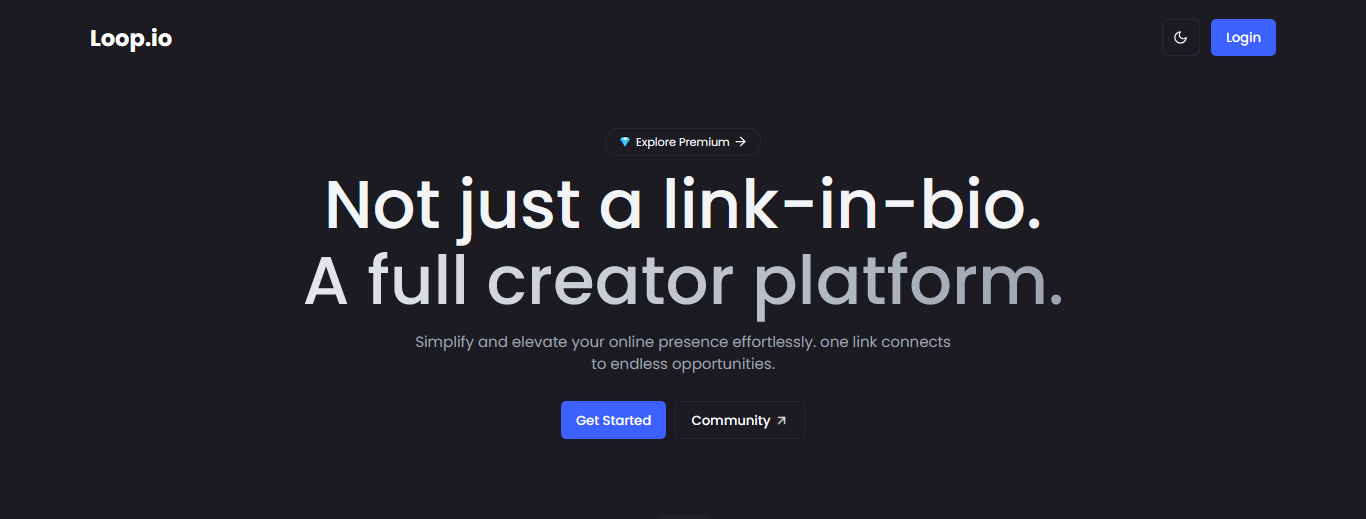 Loop.io
Login
Explore Premium
Not just a link-in-bio.
A full creator platform.
Simplify and elevate your online presence effortlessly. one link connects
to endless opportunities.
Get Started
Community